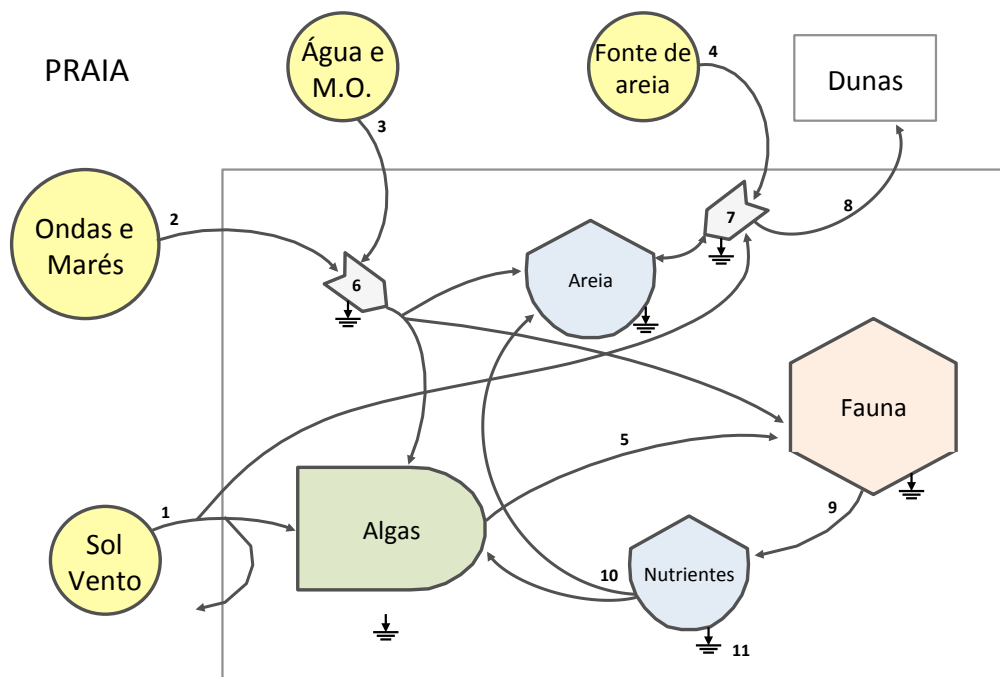 PRAIA
Água e
M.O.
Fonte de
areia
4
Dunas
3
Ondas e
Marés
2
6
7
8
Areia
Fauna
5
1
Sol
Vento
Algas
9
10
Nutrientes
11